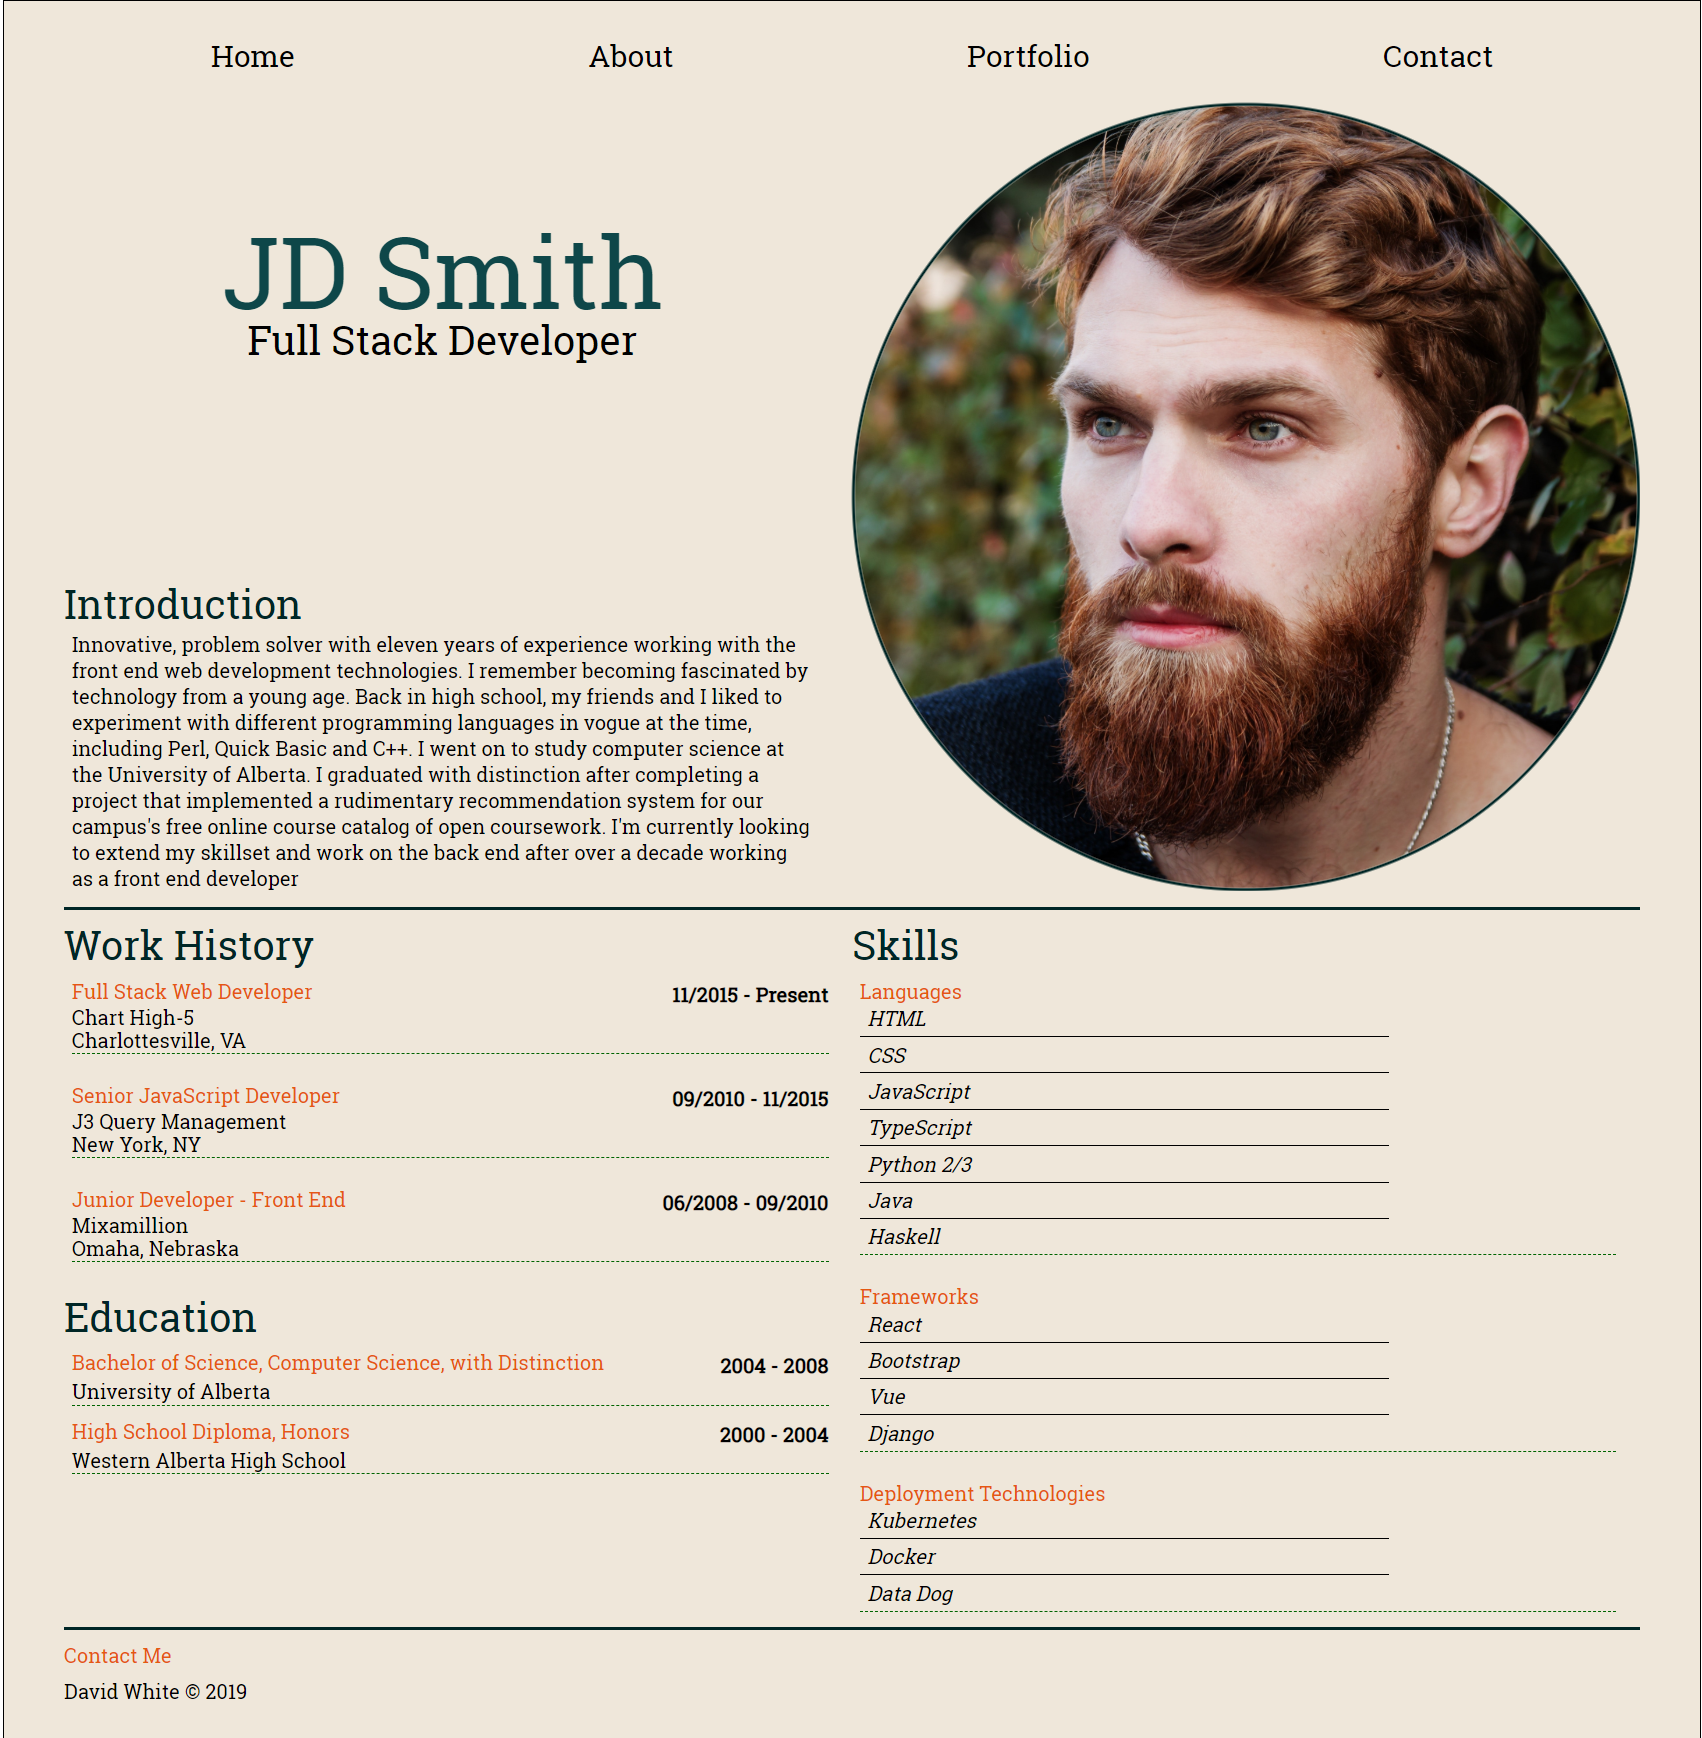 Home About Portfolio Contact
JD Smith
Full Stack Developer
Introduction
Innovative, problem solver with eleven years of experience working with the
front end web development technologies. I remember becoming fascinated by
technology from a young age. Back in high school, my friends and I liked to
experiment with different programming languages in vogue at the time,
including Perl, Quick Basic and C++. I went on to study computer science at
the University of Alberta. I graduated with distinction after completing a
project that implemented a rudimentary recommendation system for our
campus's free online course catalog of open coursework. I'm currently looking
to extend my skillset and work on the back end after over a decade working
as a front end developer
Work History
Full Stack Web Developer 11/2015 - Present
Chart High-5
Charlottesville, VA
Senior JavaScript Developer 09/2010 - 11/2015
J3 Query Management
New York, NY
Junior Developer - Front End 06/2008 - 09/2010
Mixamillion
Omaha, Nebraska
Education
Bachelor of Science, Computer Science, with Distinction 2004 - 2008
University of Alberta
High School Diploma, Honors 2000 - 2004
Western Alberta High School
Skills
Languages
HTML
CSS
JavaScript
TypeScript
Python 2/3
Java
Haskell
Frameworks
React
Bootstrap
Vue
Django
Deployment Technologies
Kubernetes
Docker
Data Dog
Contact Me
David White © 2019